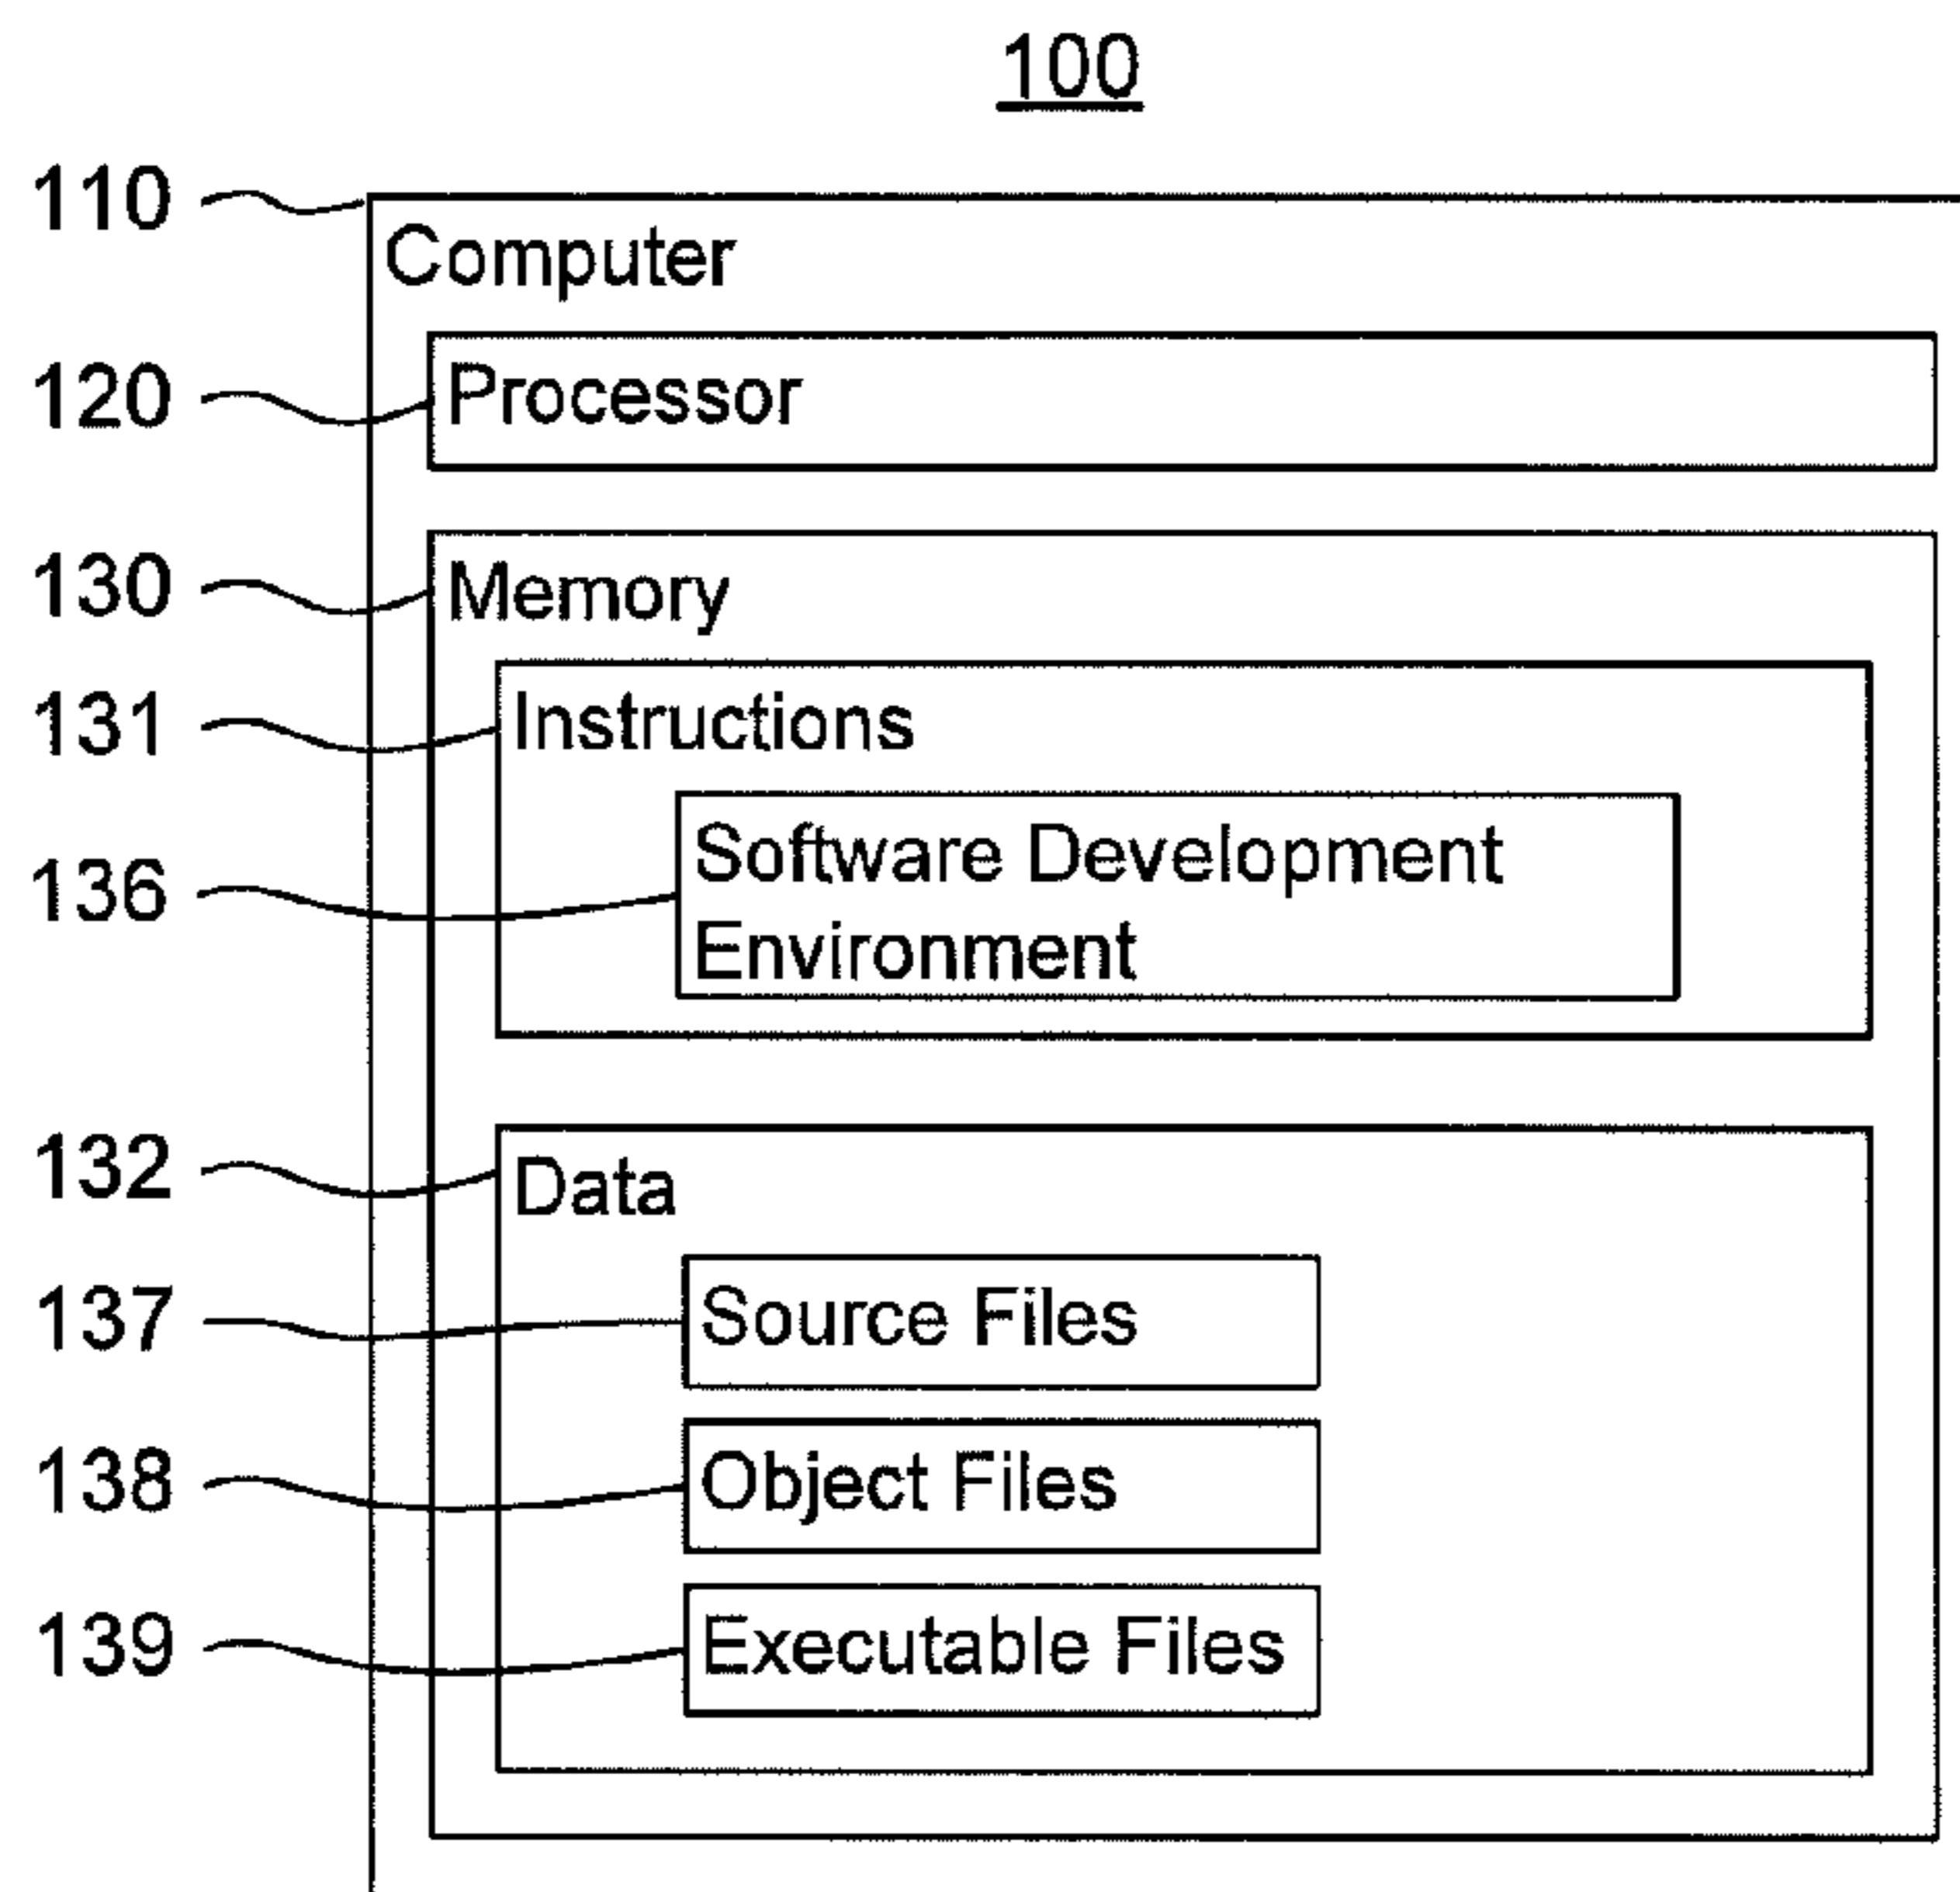 100
110 Computer
120 Processor
130 Memory
131 Instructions
136 Software Development
Environment
132 Data
137 Source Files
138 Object Files
139 Executable Files